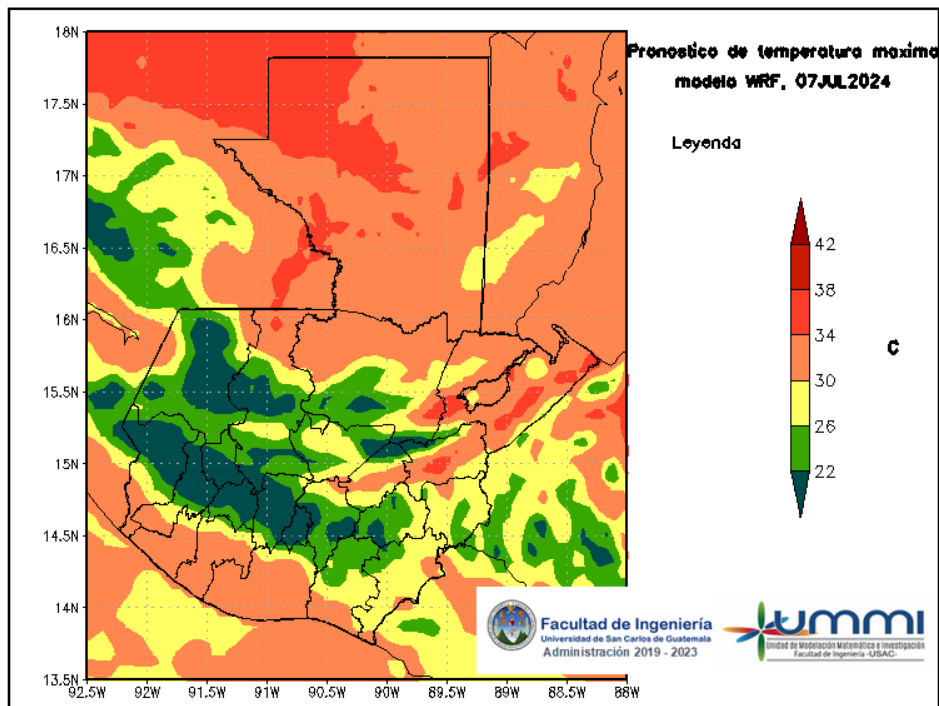 Pronostico de temperatura maxima
modelo WRF, 07JUL2024
Leyenda
18N
17.5N
17N
16.5N
16N
15.5N
15N
14.5N
14N
13.5N
92.5W
92W
91.5W
91W
90.5W
90W
89.5W
89W
88.5W
88W
42
38
34
30
26
22
C
Facultad de Ingeniería
Universidad de San Carlos de Guatemala
Administración 2019 - 2023
UMMI
Unidad de Modelación Matemática e Investigación
Facultad de Ingeniería -USAC-